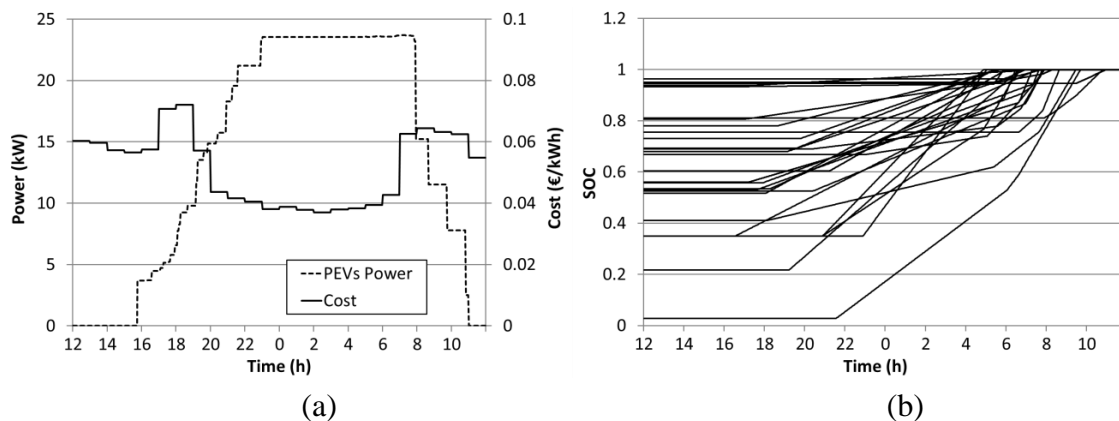 25
20
15
10
5
0
Power (kW)
0.1
0.08
0.06
0.04
0.02
0
Cost (€/kWh)
PEVs Power
Cost
12 14 16 18 20 22 0 2 4 6 8 10
Time (h)
(a)
1.2
1
0.8
0.6
0.4
0.2
0
SOC
12 14 16 18 20 22 0 2 4 6 8 10
Time (h)
(b)